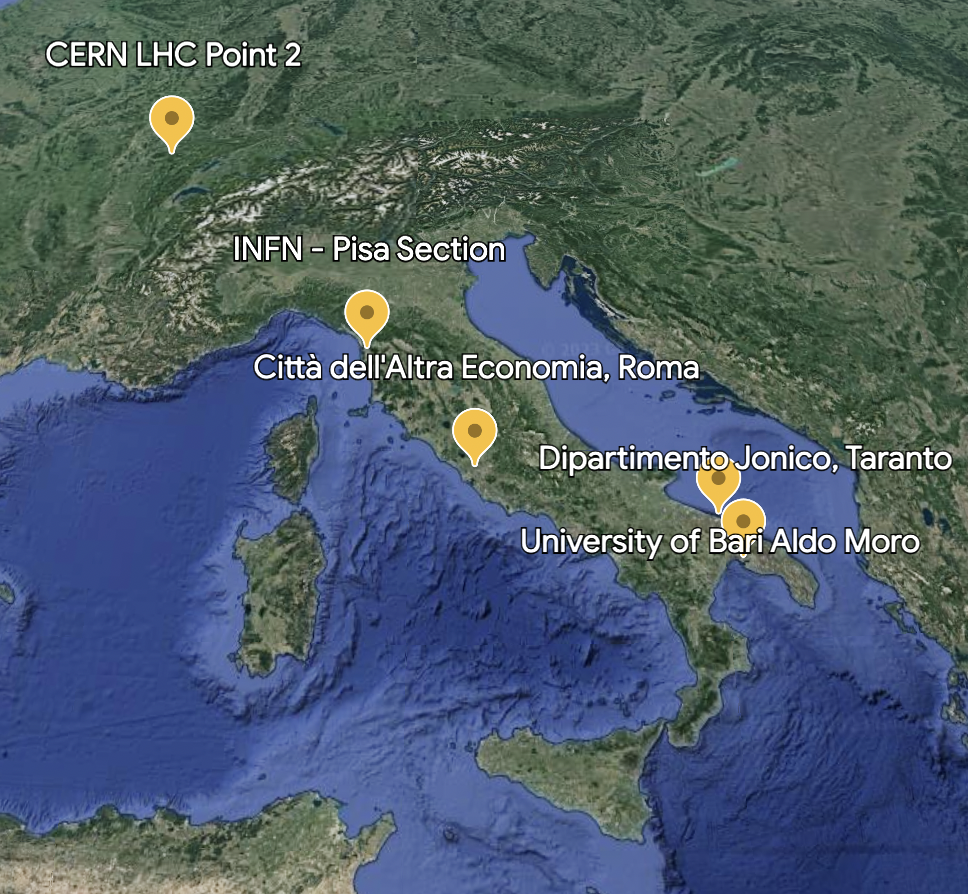 CERN LHC Point 2
INFN - Pisa Section
Città dell'Altra Economia, Roma
Dipartimento Jonico, Taranto
University of Bari Aldo Moro